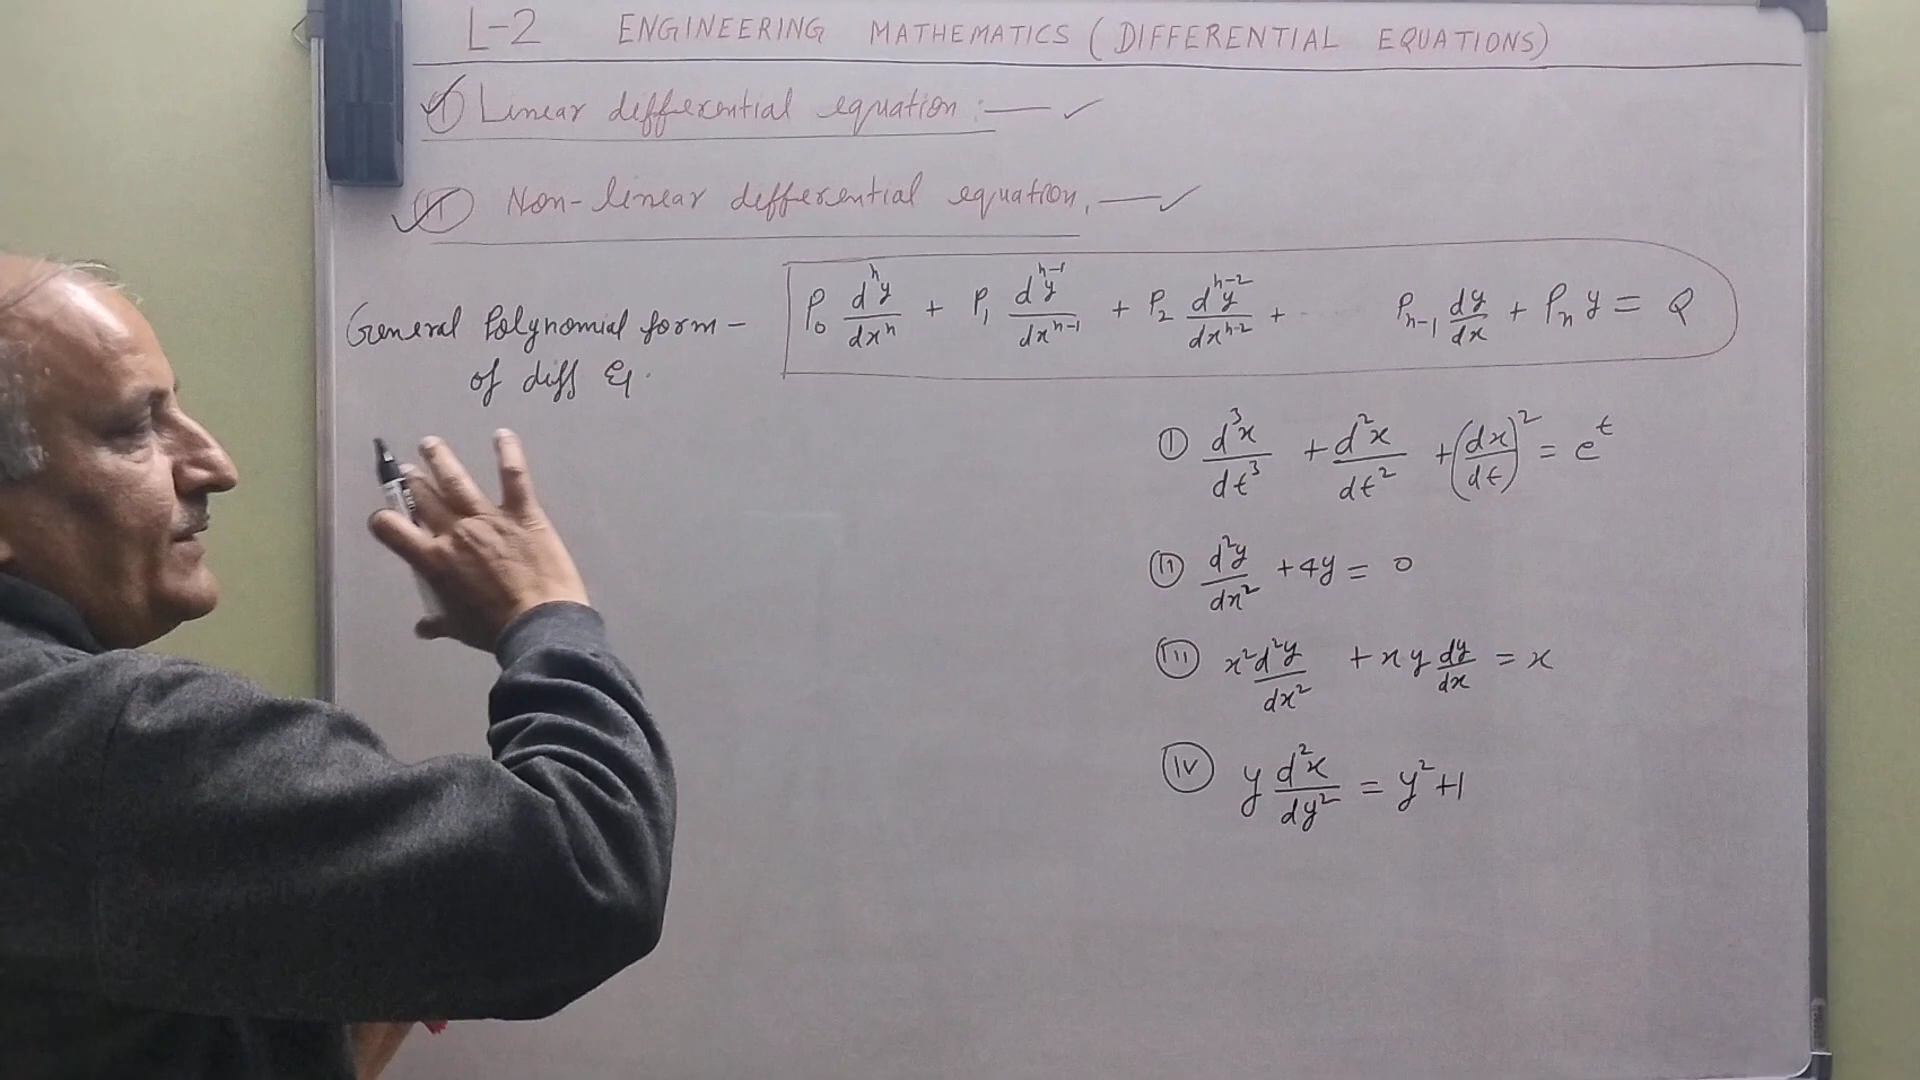 L-2 ENGINEERING MATHEMATICS (DIFFERENTIAL EQUATIONS)
(I) Linear differential equation :— ✓
(II) Non-linear differential equation, — ✓
General Polynomial form — P₀ dⁿy/dxⁿ + P₁ dⁿ⁻¹y/dxⁿ⁻¹ + P₂ dⁿ⁻²y/dxⁿ⁻² + ...... Pₙ₋₁ dy/dx + Pₙ y = Q
of diff Eq.
(I) d³x/dt³ + d²x/dt² + (dx/dt)² = eᵗ
(II) d²y/dx² + 4y = 0
(III) x² d²y/dx² + xy dy/dx = x
(IV) y d²x/dy² = y² + 1